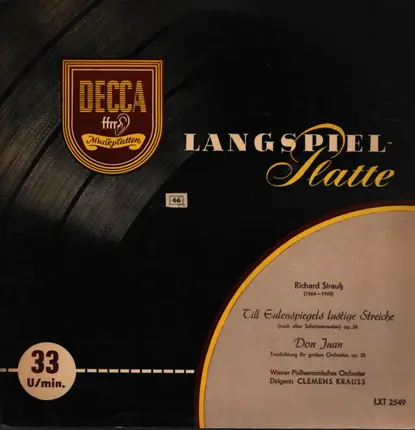 DECCA
ffrr
Musikplatten
LANGSPIEL-
Platte
46
Richard Strauß
(1864-1949)
Till Eulenspiegels lustige Streiche
(nach alter Schelmenweise) op. 28
Don Juan
Tondichtung für großes Orchester, op. 20
Wiener Philharmonisches Orchester
Dirigent: CLEMENS KRAUSS
33
U/min.
LXT 2549